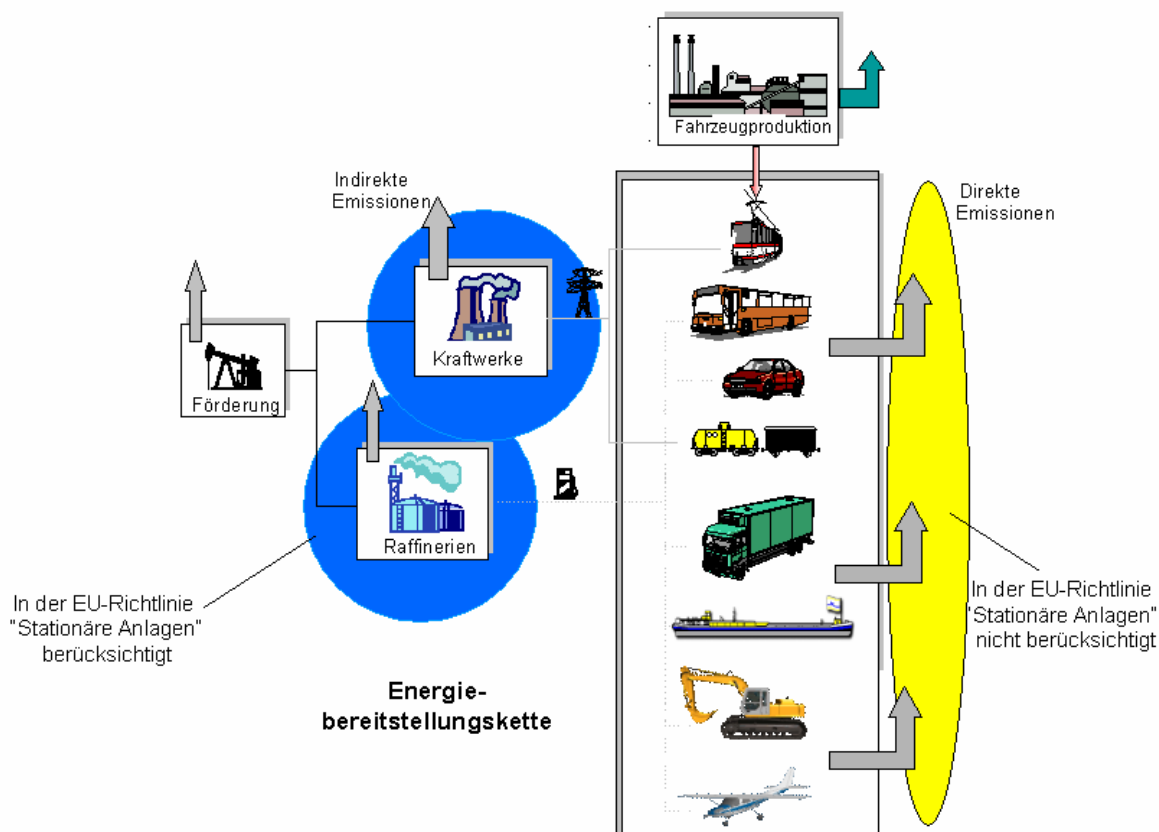 Fahrzeugproduktion
Indirekte
Emissionen
Direkte
Emissionen
Kraftwerke
Förderung
Raffinerien
In der EU-Richtlinie
"Stationäre Anlagen"
berücksichtigt
In der EU-Richtlinie
"Stationäre Anlagen"
nicht berücksichtigt
Energie-
bereitstellungskette